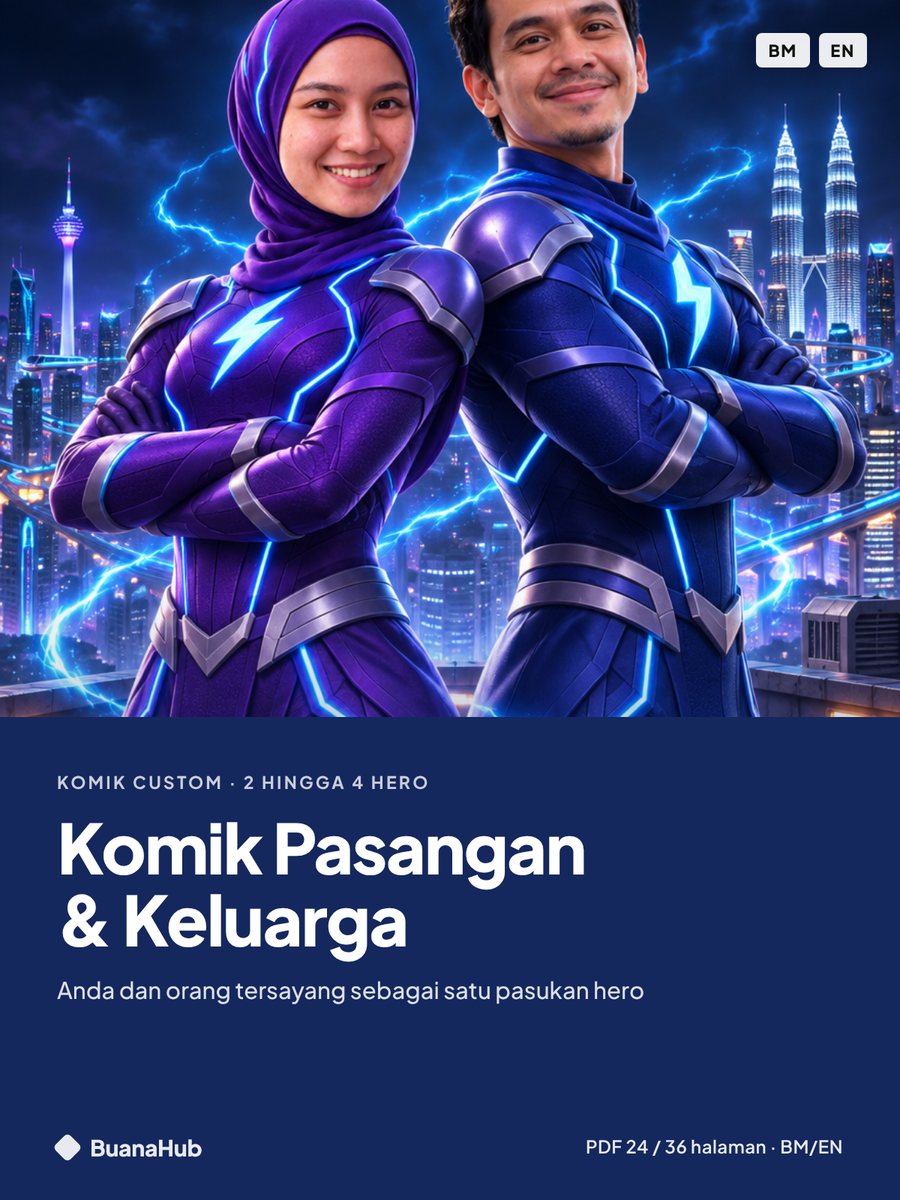 BM EN
KOMIK CUSTOM · 2 HINGGA 4 HERO
Komik Pasangan
& Keluarga
Anda dan orang tersayang sebagai satu pasukan hero
BuanaHub
PDF 24 / 36 halaman · BM/EN